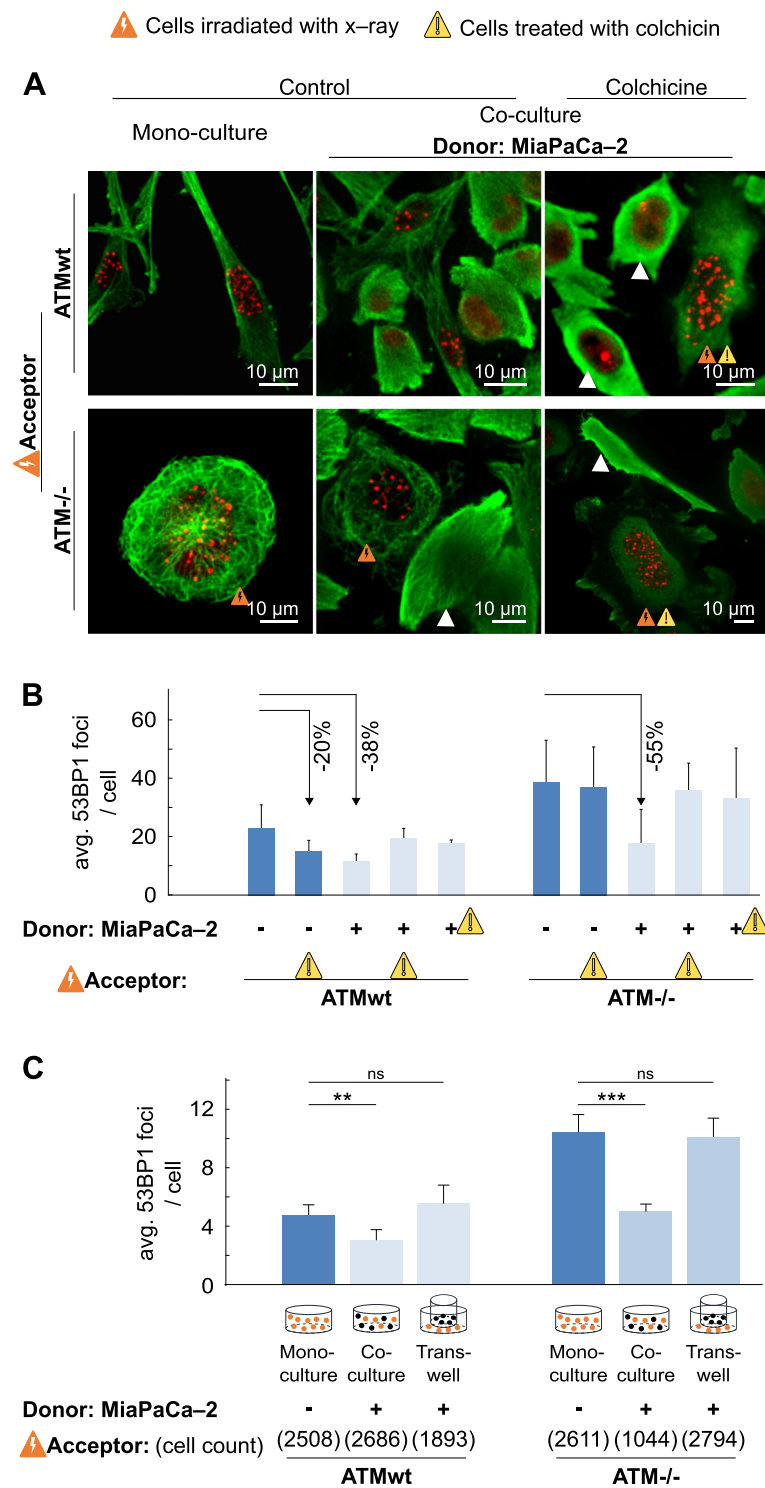 Cells irradiated with x–ray
Cells treated with colchicin
A
Control
Colchicine
Mono-culture
Co-culture
Donor: MiaPaCa–2
Acceptor
ATMwt
10 µm
10 µm
10 µm
ATM-/-
10 µm
10 µm
10 µm
B
avg. 53BP1 foci
/ cell
60
40
20
0
-20%
-38%
-55%
Donor: MiaPaCa–2 - - + + + - - + + +
Acceptor:
ATMwt
ATM-/-
C
avg. 53BP1 foci
/ cell
12
8
4
0
ns
**
ns
***
Mono-
culture
Co-
culture
Trans-
well
Mono-
culture
Co-
culture
Trans-
well
Donor: MiaPaCa–2 - + + - + +
Acceptor: (cell count) (2508) (2686) (1893) (2611) (1044) (2794)
ATMwt
ATM-/-